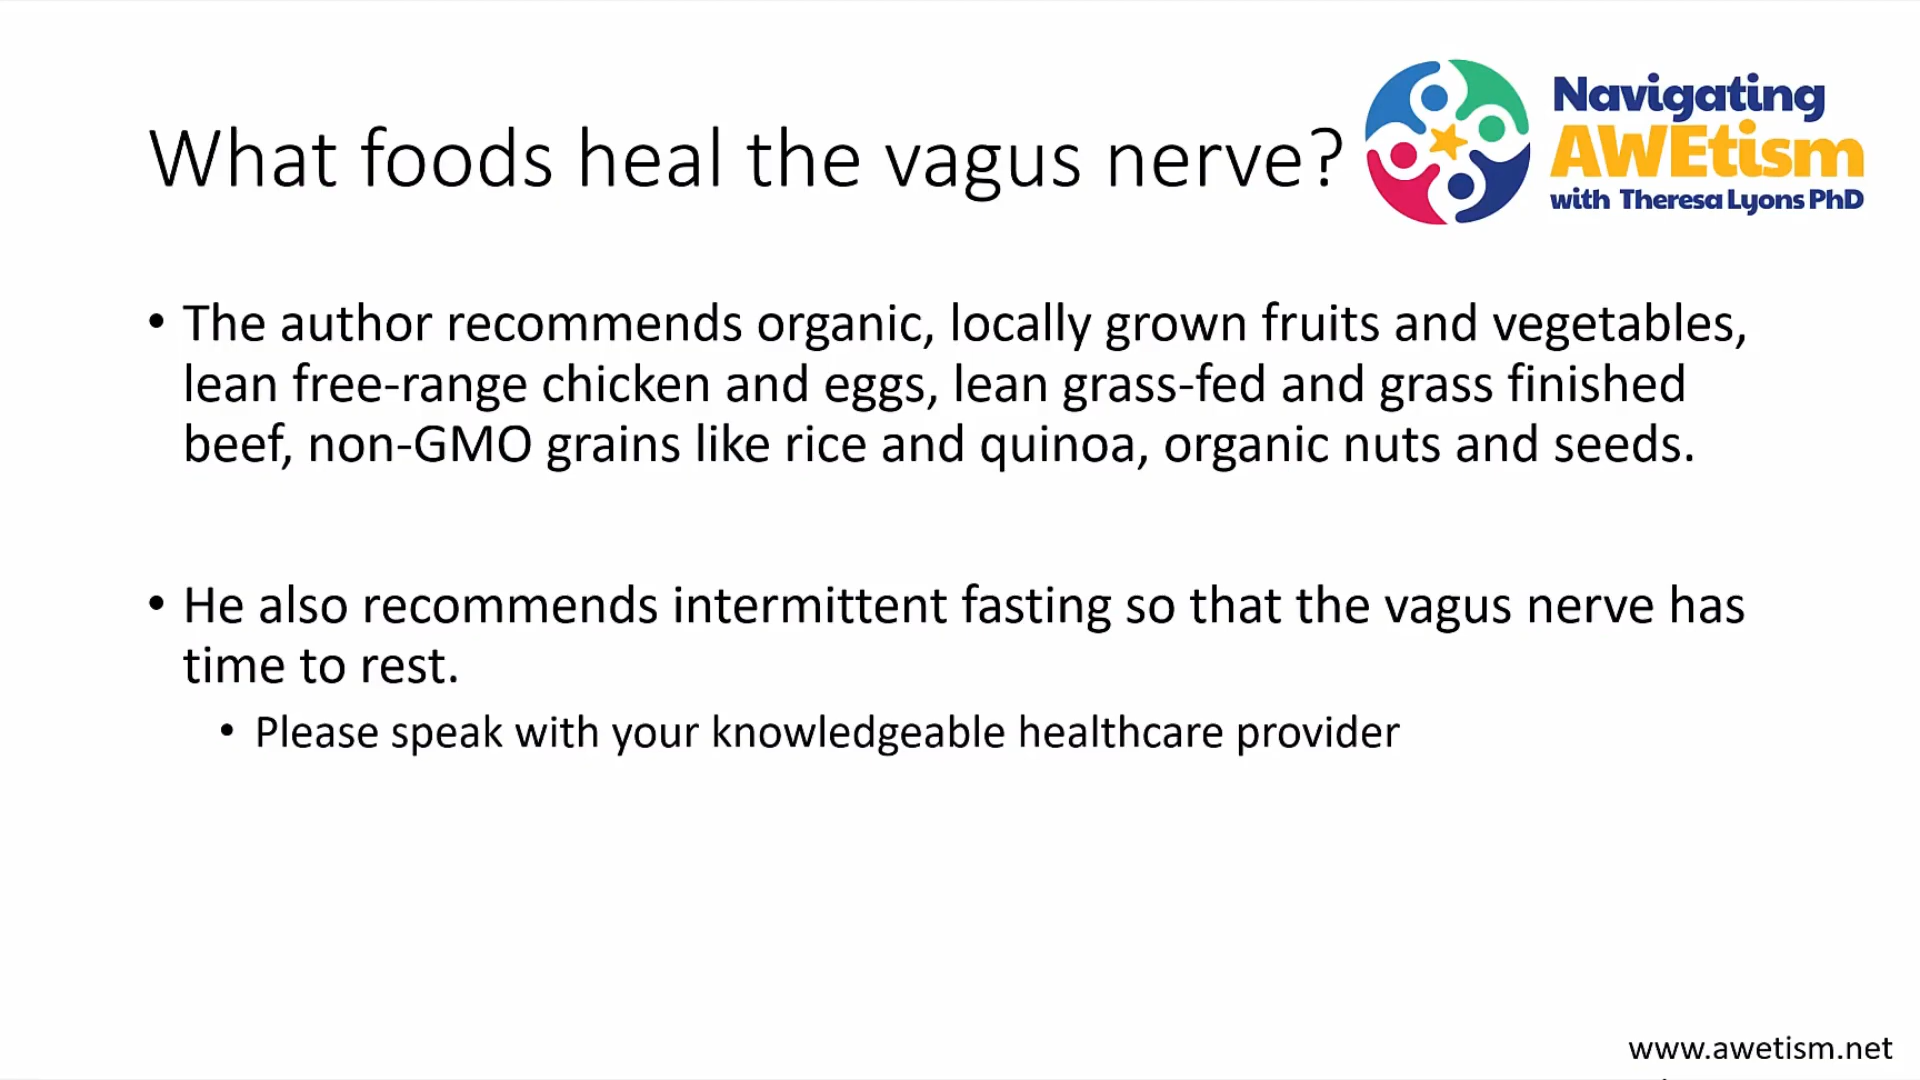 What foods heal the vagus nerve?
Navigating
AWEtism
with Theresa Lyons PhD
• The author recommends organic, locally grown fruits and vegetables,
lean free-range chicken and eggs, lean grass-fed and grass finished
beef, non-GMO grains like rice and quinoa, organic nuts and seeds.
• He also recommends intermittent fasting so that the vagus nerve has
time to rest.
• Please speak with your knowledgeable healthcare provider
www.awetism.net